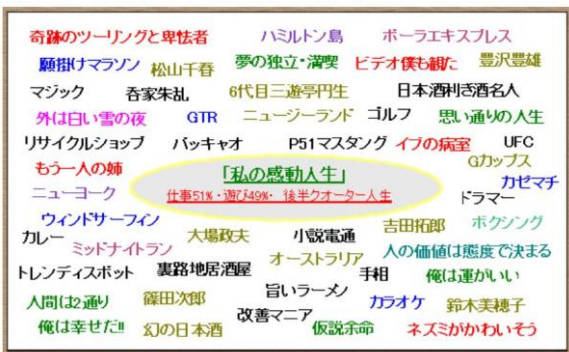 奇跡のツーリングと卑怯者 ハミルトン島 ボーラエキスプレス
願掛けマラソン 松山千春 夢の独立・満喫 ビデオ僕も観た 豊沢豊雄
マジック 呑家朱乱 6代目三遊亭円生 日本酒利き酒名人
外は白い雪の夜 GTR ニュージーランド ゴルフ 思い通りの人生
リサイクルショップ パッキャオ P51マスタング イブの病室 UFC
もう一人の姉 「私の感動人生」 Gカップス
ニューヨーク 仕事51%・遊び49%・ 後半クオーター人生 ドラマー カゼマチ
ウィンドサーフィン 大場政夫 小説電通 吉田拓郎 ボクシング
カレー ミッドナイトラン オーストラリア 人の価値は態度で決まる
トレンディスポット 裏路地居酒屋 手相 俺は運がいい
人間は2通り 篠田次郎 旨いラーメン カラオケ 鈴木美穂子
俺は幸せだ!! 幻の日本酒 改善マニア 仮説余命 ネズミがかわいそう